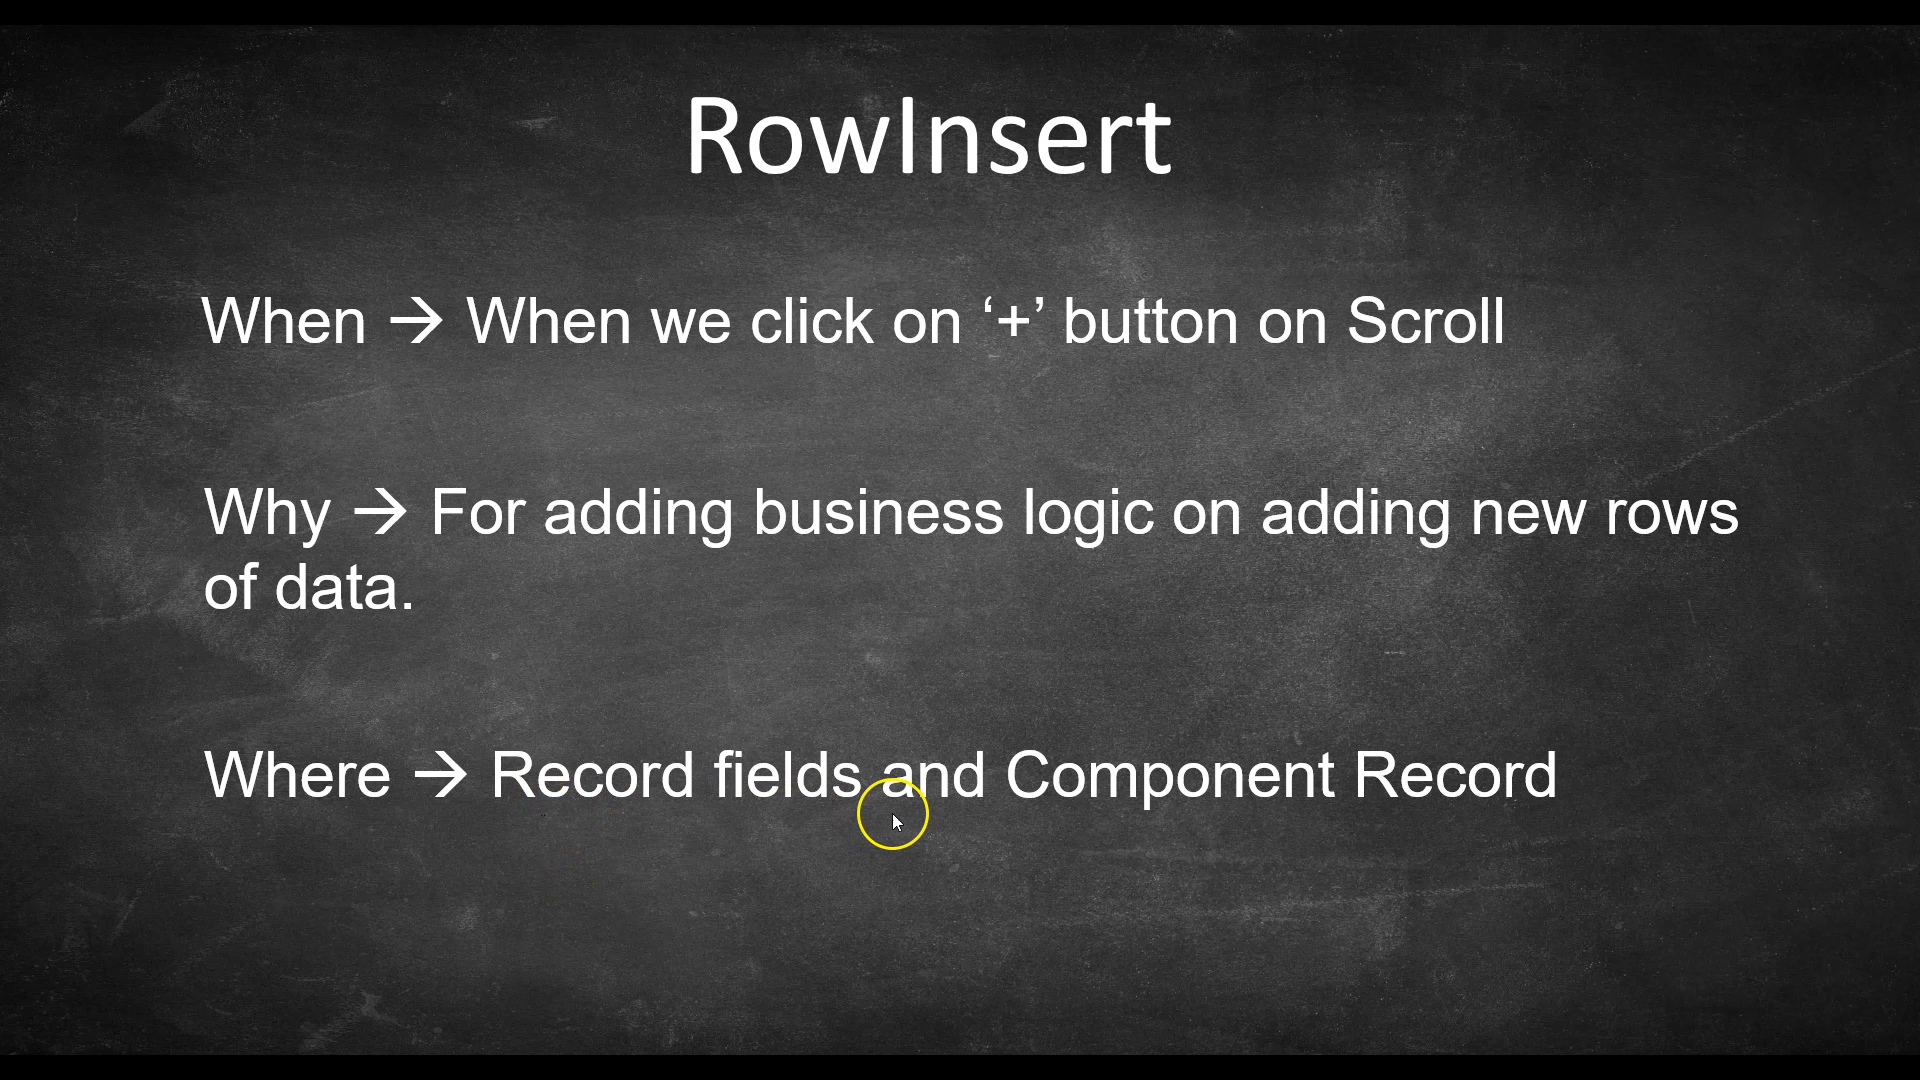 RowInsert
When → When we click on ‘+’ button on Scroll
Why → For adding business logic on adding new rows
of data.
Where → Record fields and Component Record